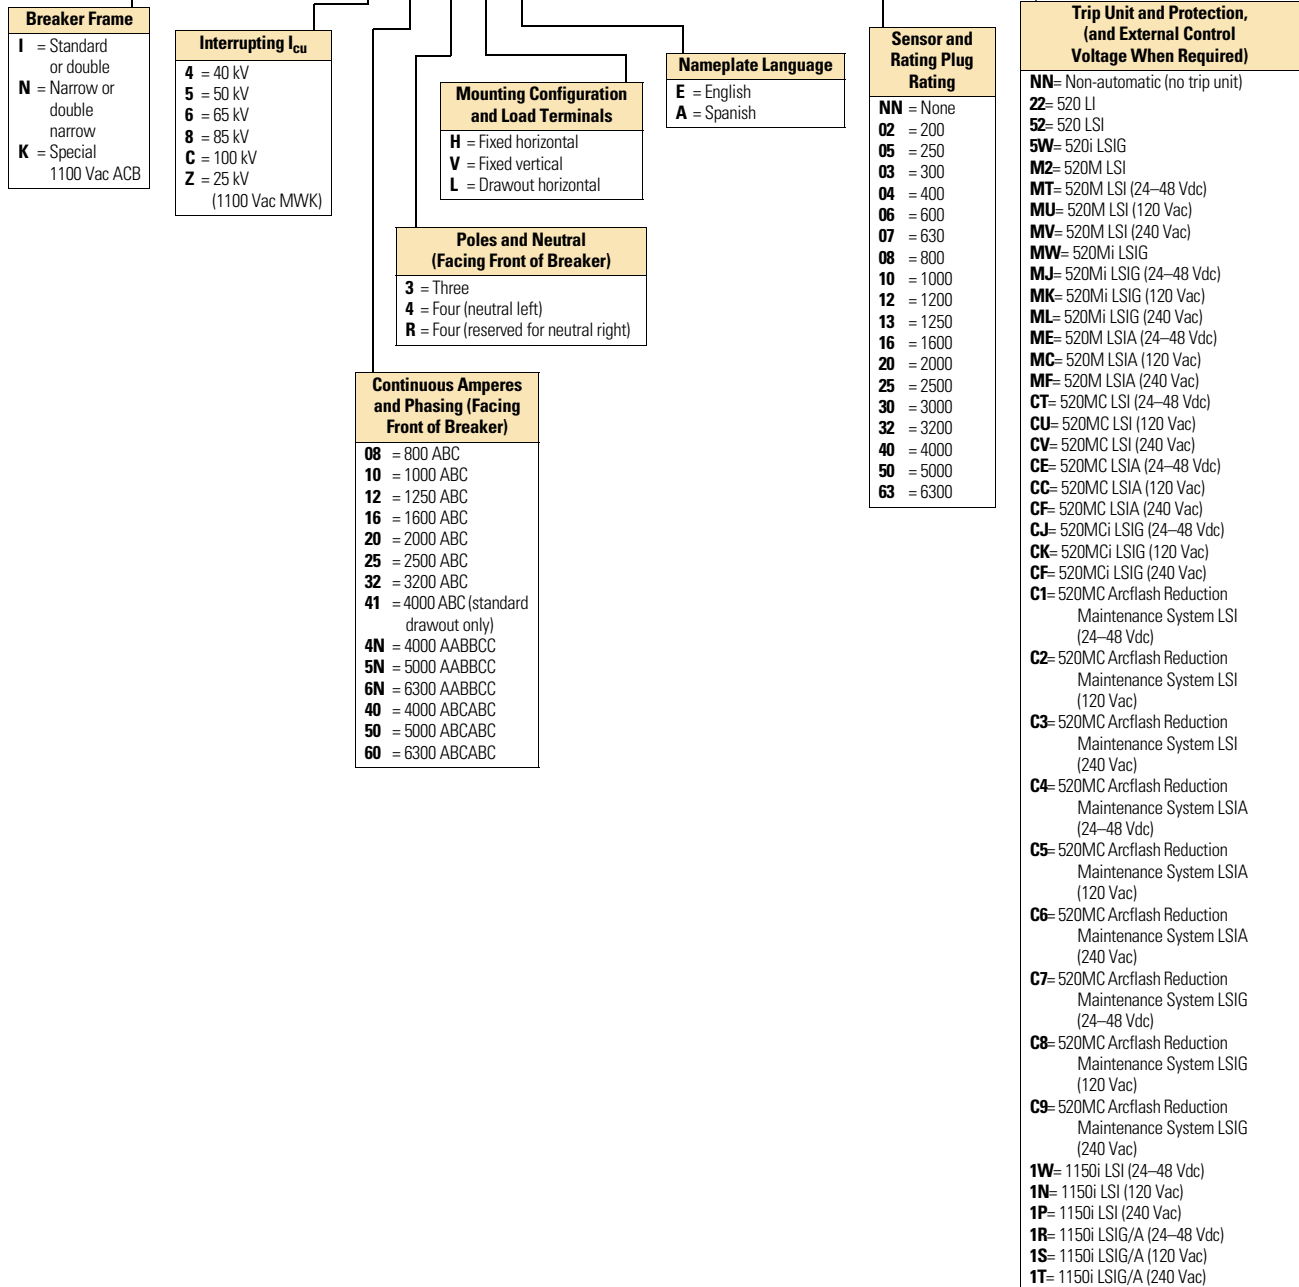 Breaker Frame
I = Standard
or double
N = Narrow or
double
narrow
K = Special
1100 Vac ACB
Interrupting Icu
4 = 40 kV
5 = 50 kV
6 = 65 kV
8 = 85 kV
C = 100 kV
Z = 25 kV
(1100 Vac MWK)
Continuous Amperes
and Phasing (Facing
Front of Breaker)
08 = 800 ABC
10 = 1000 ABC
12 = 1250 ABC
16 = 1600 ABC
20 = 2000 ABC
25 = 2500 ABC
32 = 3200 ABC
41 = 4000 ABC (standard
drawout only)
4N = 4000 AABBCC
5N = 5000 AABBCC
6N = 6300 AABBCC
40 = 4000 ABCABC
50 = 5000 ABCABC
60 = 6300 ABCABC
Poles and Neutral
(Facing Front of Breaker)
3 = Three
4 = Four (neutral left)
R = Four (reserved for neutral right)
Mounting Configuration
and Load Terminals
H = Fixed horizontal
V = Fixed vertical
L = Drawout horizontal
Nameplate Language
E = English
A = Spanish
Sensor and
Rating Plug
Rating
NN = None
02 = 200
05 = 250
03 = 300
04 = 400
06 = 600
07 = 630
08 = 800
10 = 1000
12 = 1200
13 = 1250
16 = 1600
20 = 2000
25 = 2500
30 = 3000
32 = 3200
40 = 4000
50 = 5000
63 = 6300
Trip Unit and Protection,
(and External Control
Voltage When Required)
NN= Non-automatic (no trip unit)
22= 520 LI
52= 520 LSI
5W= 520i LSIG
M2= 520M LSI
MT= 520M LSI (24–48 Vdc)
MU= 520M LSI (120 Vac)
MV= 520M LSI (240 Vac)
MW= 520Mi LSIG
MJ= 520Mi LSIG (24–48 Vdc)
MK= 520Mi LSIG (120 Vac)
ML= 520Mi LSIG (240 Vac)
ME= 520M LSIA (24–48 Vdc)
MC= 520M LSIA (120 Vac)
MF= 520M LSIA (240 Vac)
CT= 520MC LSI (24–48 Vdc)
CU= 520MC LSI (120 Vac)
CV= 520MC LSI (240 Vac)
CE= 520MC LSIA (24–48 Vdc)
CC= 520MC LSIA (120 Vac)
CF= 520MC LSIA (240 Vac)
CJ= 520MCi LSIG (24–48 Vdc)
CK= 520MCi LSIG (120 Vac)
CF= 520MCi LSIG (240 Vac)
C1= 520MC Arcflash Reduction
Maintenance System LSI
(24–48 Vdc)
C2= 520MC Arcflash Reduction
Maintenance System LSI
(120 Vac)
C3= 520MC Arcflash Reduction
Maintenance System LSI
(240 Vac)
C4= 520MC Arcflash Reduction
Maintenance System LSIA
(24–48 Vdc)
C5= 520MC Arcflash Reduction
Maintenance System LSIA
(120 Vac)
C6= 520MC Arcflash Reduction
Maintenance System LSIA
(240 Vac)
C7= 520MC Arcflash Reduction
Maintenance System LSIG
(24–48 Vdc)
C8= 520MC Arcflash Reduction
Maintenance System LSIG
(120 Vac)
C9= 520MC Arcflash Reduction
Maintenance System LSIG
(240 Vac)
1W= 1150i LSI (24–48 Vdc)
1N= 1150i LSI (120 Vac)
1P= 1150i LSI (240 Vac)
1R= 1150i LSIG/A (24–48 Vdc)
1S= 1150i LSIG/A (120 Vac)
1T= 1150i LSIG/A (240 Vac)